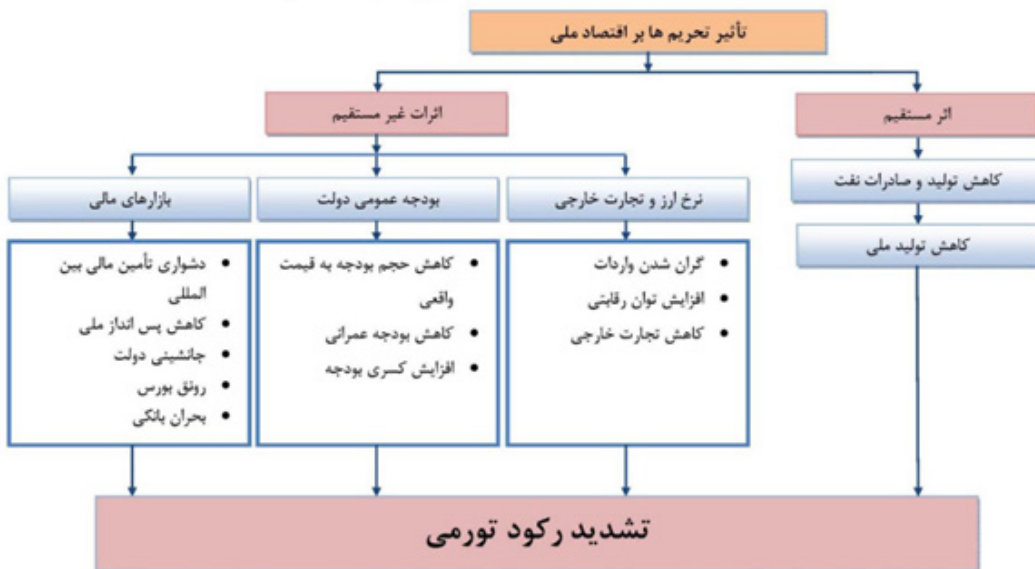 تأثیر تحریم ها بر اقتصاد ملی
اثر مستقیم
اثرات غیر مستقیم
کاهش تولید و صادرات نفت
کاهش تولید ملی
نرخ ارز و تجارت خارجی
گران شدن واردات
افزایش توان رقابتی
کاهش تجارت خارجی
بودجه عمومی دولت
کاهش حجم بودجه به قیمت
واقعی
کاهش بودجه عمرانی
افزایش کسری بودجه
بازارهای مالی
دشواری تأمین مالی بین
المللی
کاهش پس انداز ملی
جانشینی دولت
رونق بورس
بحران بانکی
تشدید رکود تورمی